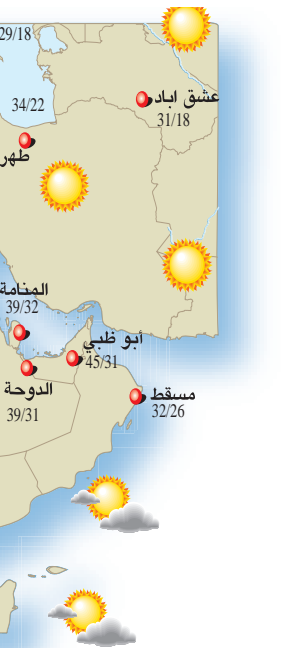 29/18
عشق اباد
31/18
34/22
طهر
المنامة
39/32
أبو ظبي
45/31
الدوحة
39/31
مسقط
32/26